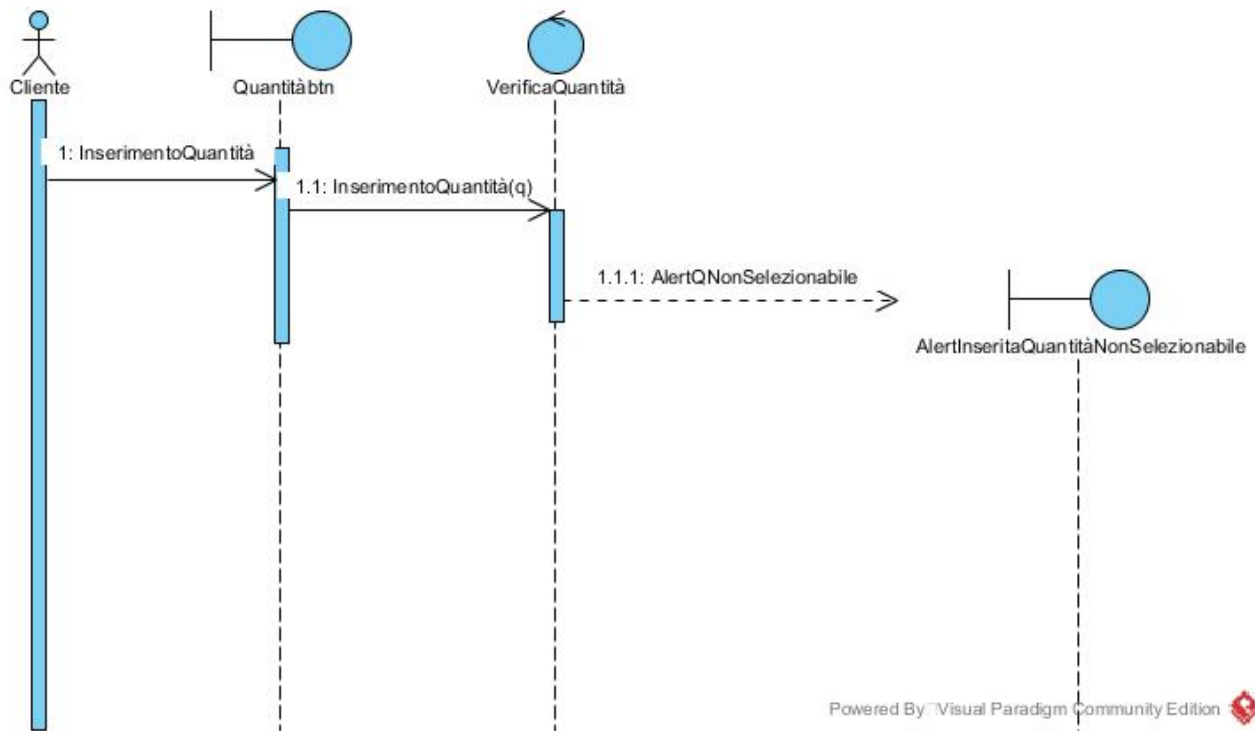 Cliente
Quantitàbtn
VerificaQuantità
1: InserimentoQuantità
1.1: InserimentoQuantità(q)
1.1.1: AlertQNonSelezionabile
AlertInseritaQuantitàNonSelezionabile
Powered By Visual Paradigm Community Edition